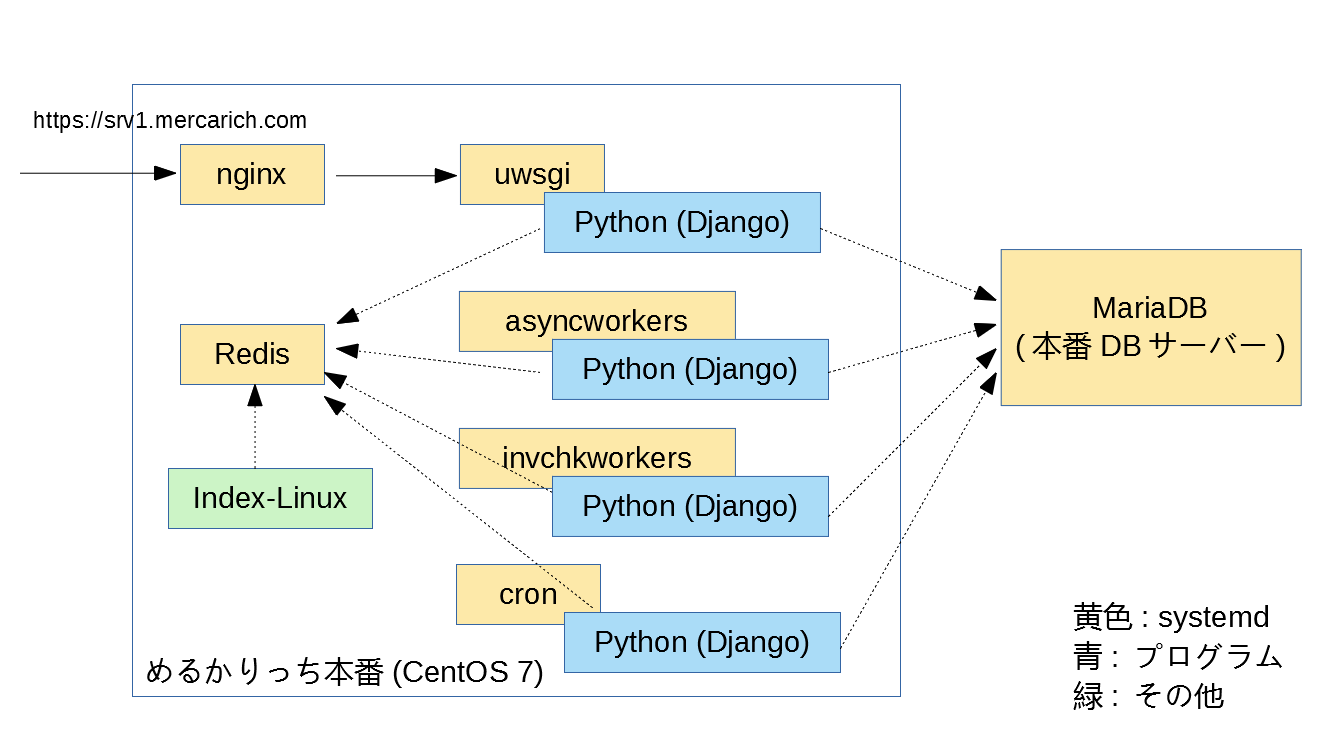 https://srv1.mercarich.com
nginx
uwsgi
Python (Django)
MariaDB
( 本番 DB サーバー )
asyncworkers
Redis
Python (Django)
invchkworkers
Index-Linux
Python (Django)
cron
Python (Django)
めるかりっち本番 (CentOS 7)
黄色 : systemd
青 : プログラム
緑 : その他